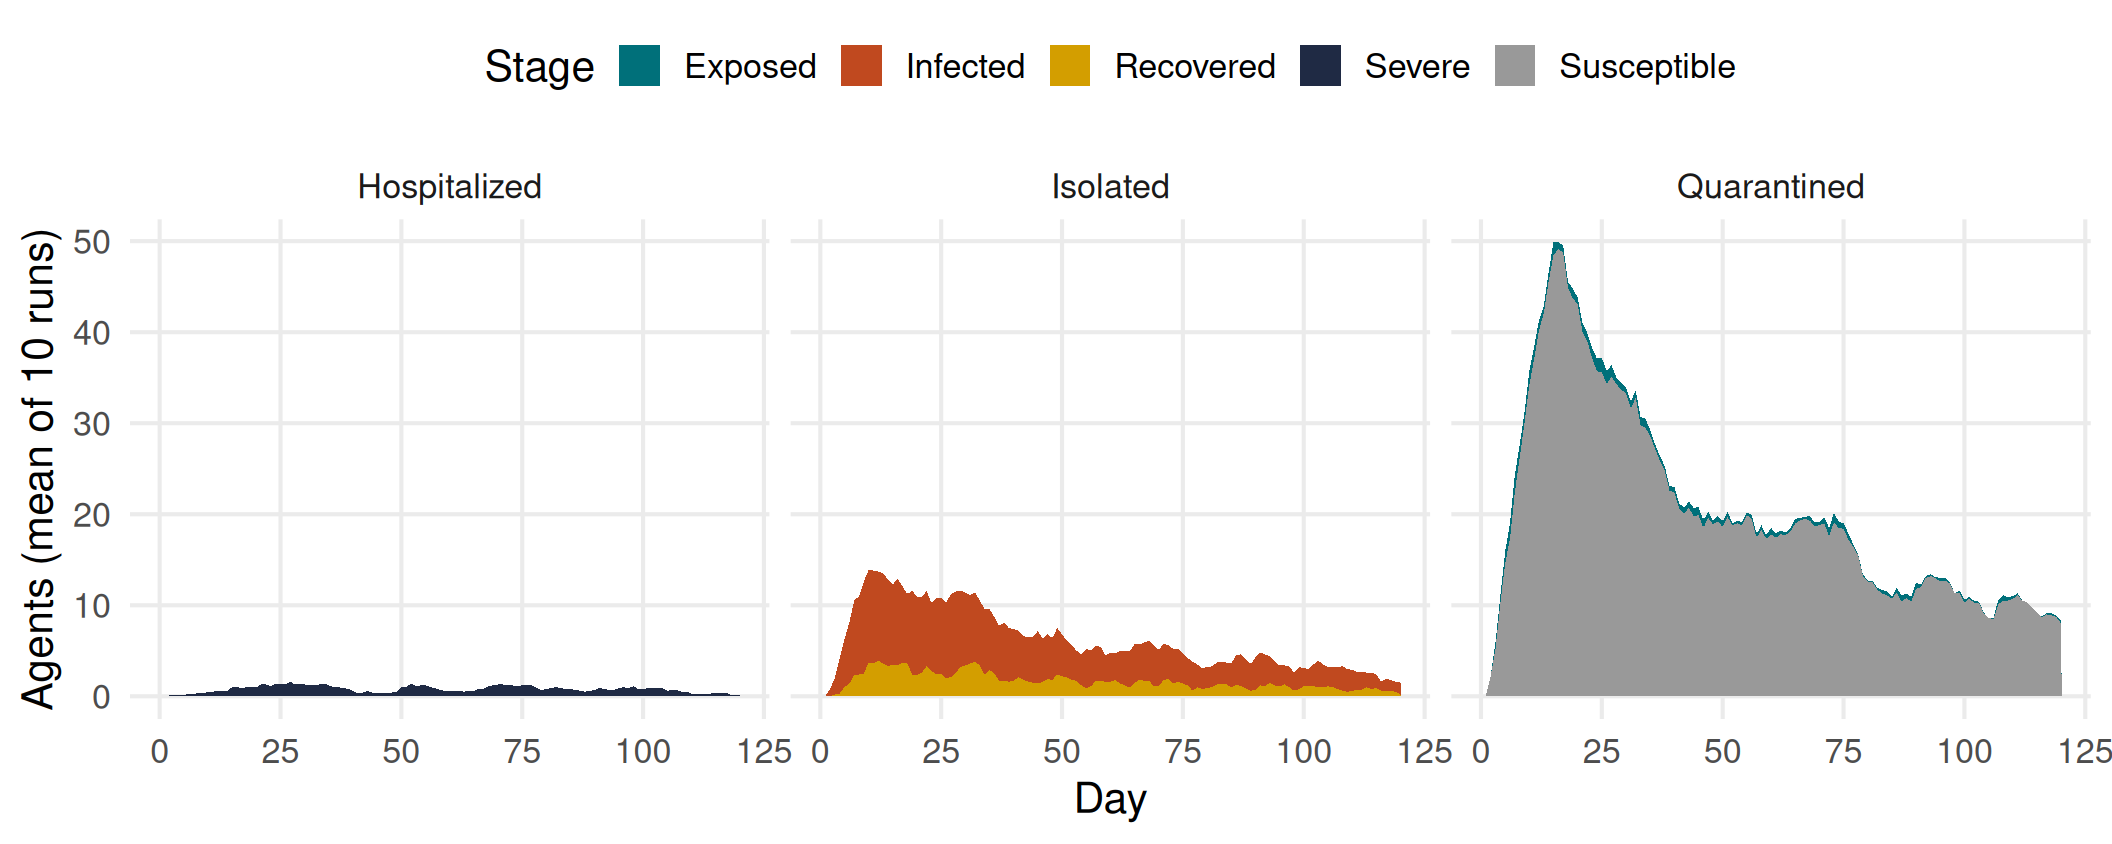 Stage Exposed Infected Recovered Severe Susceptible
Hospitalized Isolated Quarantined
Agents (mean of 10 runs)
50
40
30
20
10
0
0 25 50 75 100 125 0 25 50 75 100 125 0 25 50 75 100 125
Day